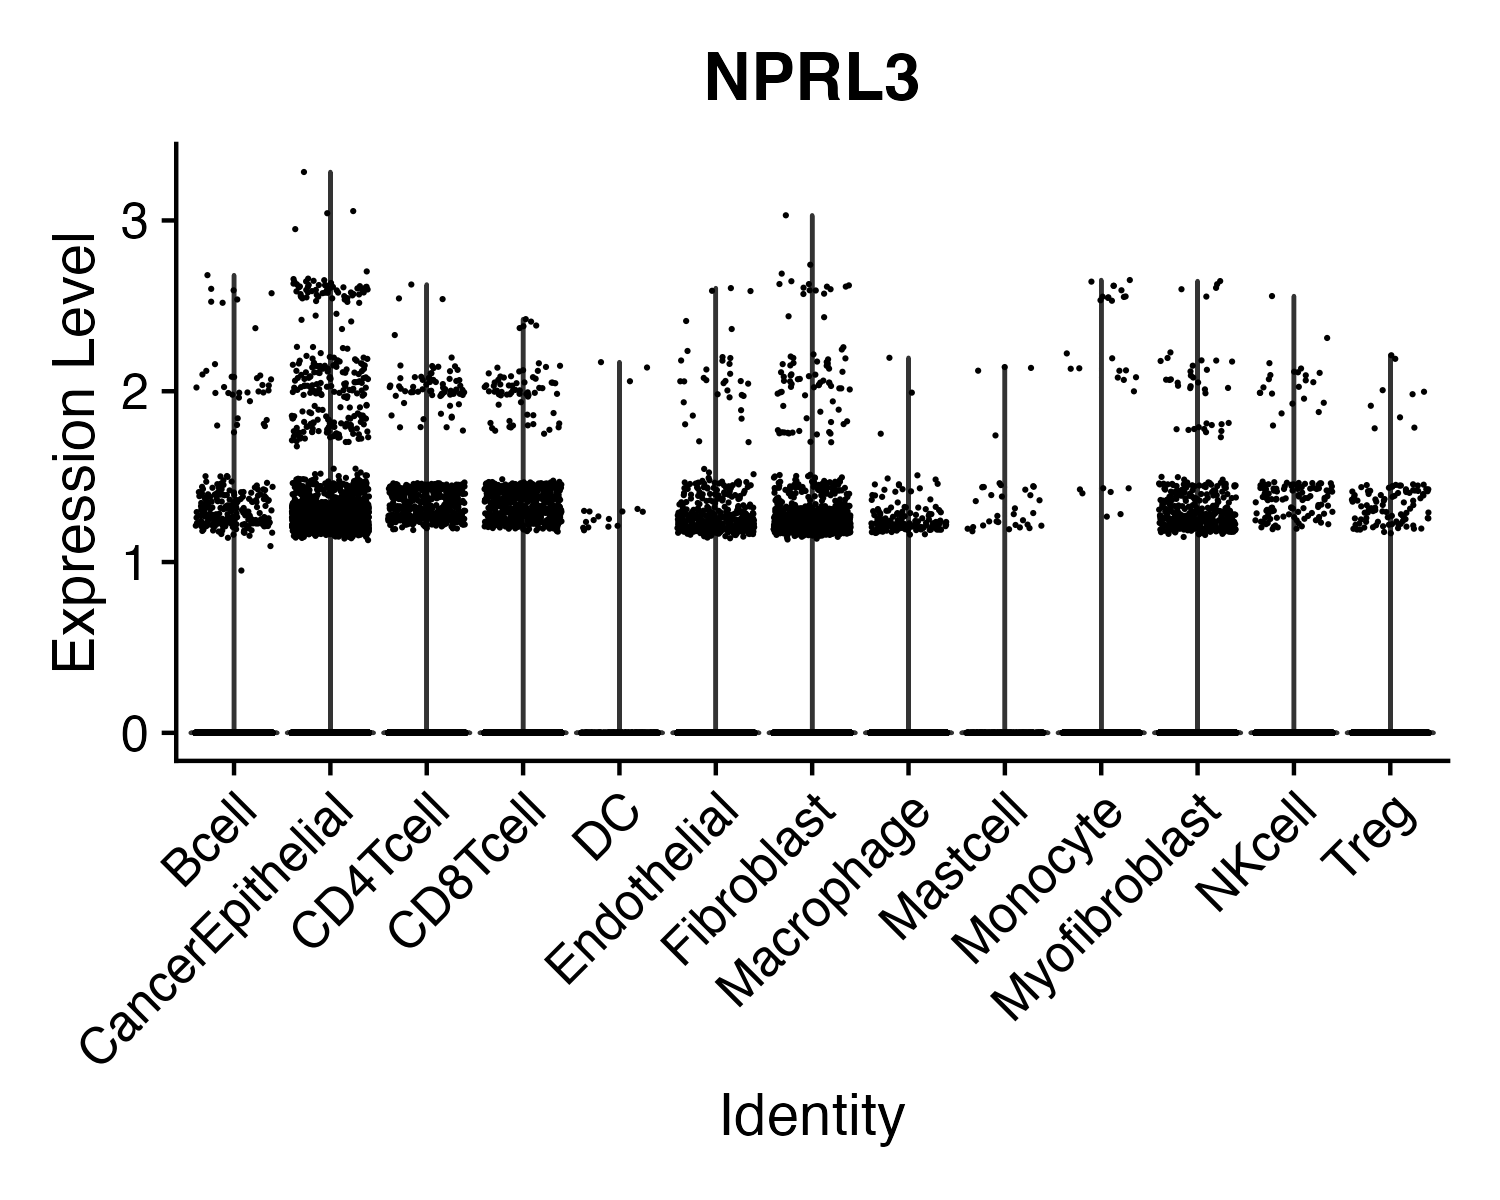 NPRL3
Expression Level
3
2
1
0
Bcell
CancerEpithelial
CD4Tcell
CD8Tcell
DC
Endothelial
Fibroblast
Macrophage
Mastcell
Monocyte
Myofibroblast
NKcell
Treg
Identity